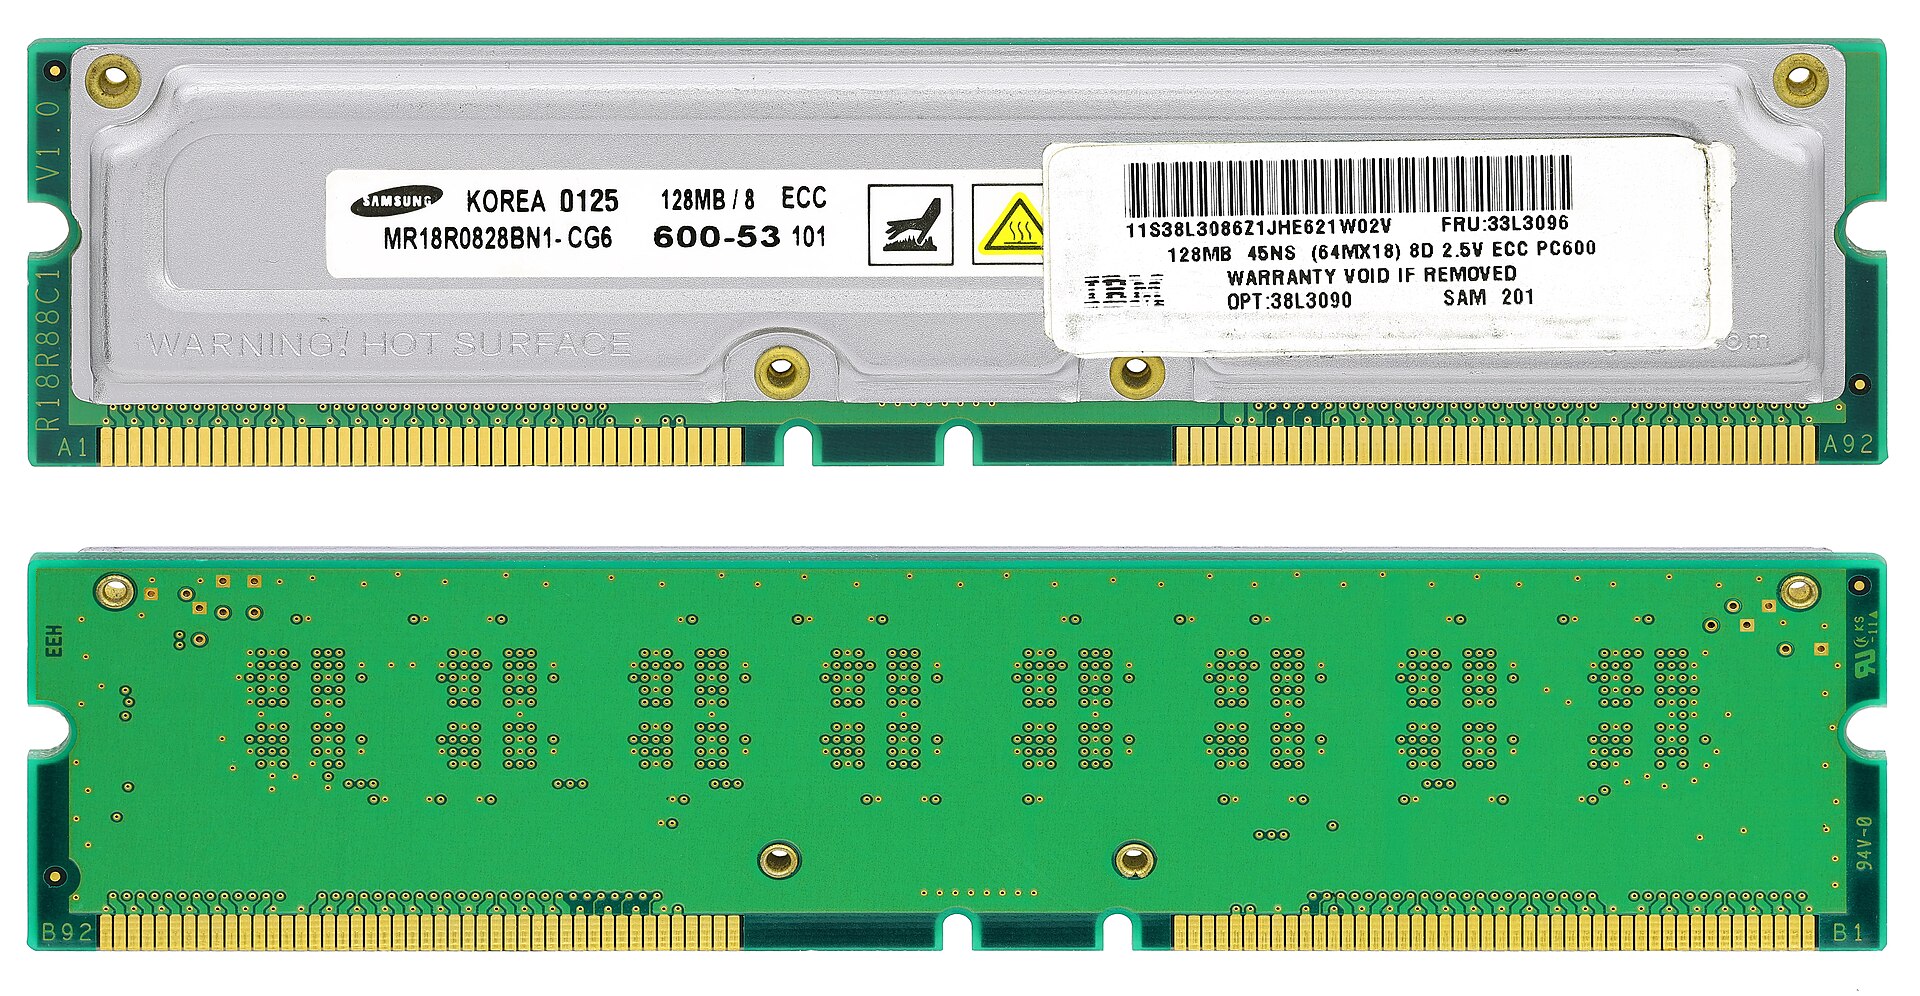 R18R88C1 V1.0
SAMSUNG KOREA 0125 128MB / 8 ECC
MR18R0828BN1-CG6 600-53 101
11S38L3086Z1JHE621W02V FRU:33L3096
128MB 45NS (64MX18) 8D 2.5V ECC PC600
WARRANTY VOID IF REMOVED
IBM OPT:38L3090 SAM 201
WARNING! HOT SURFACE
A1
A92
EEH
94V-0
B92
B1